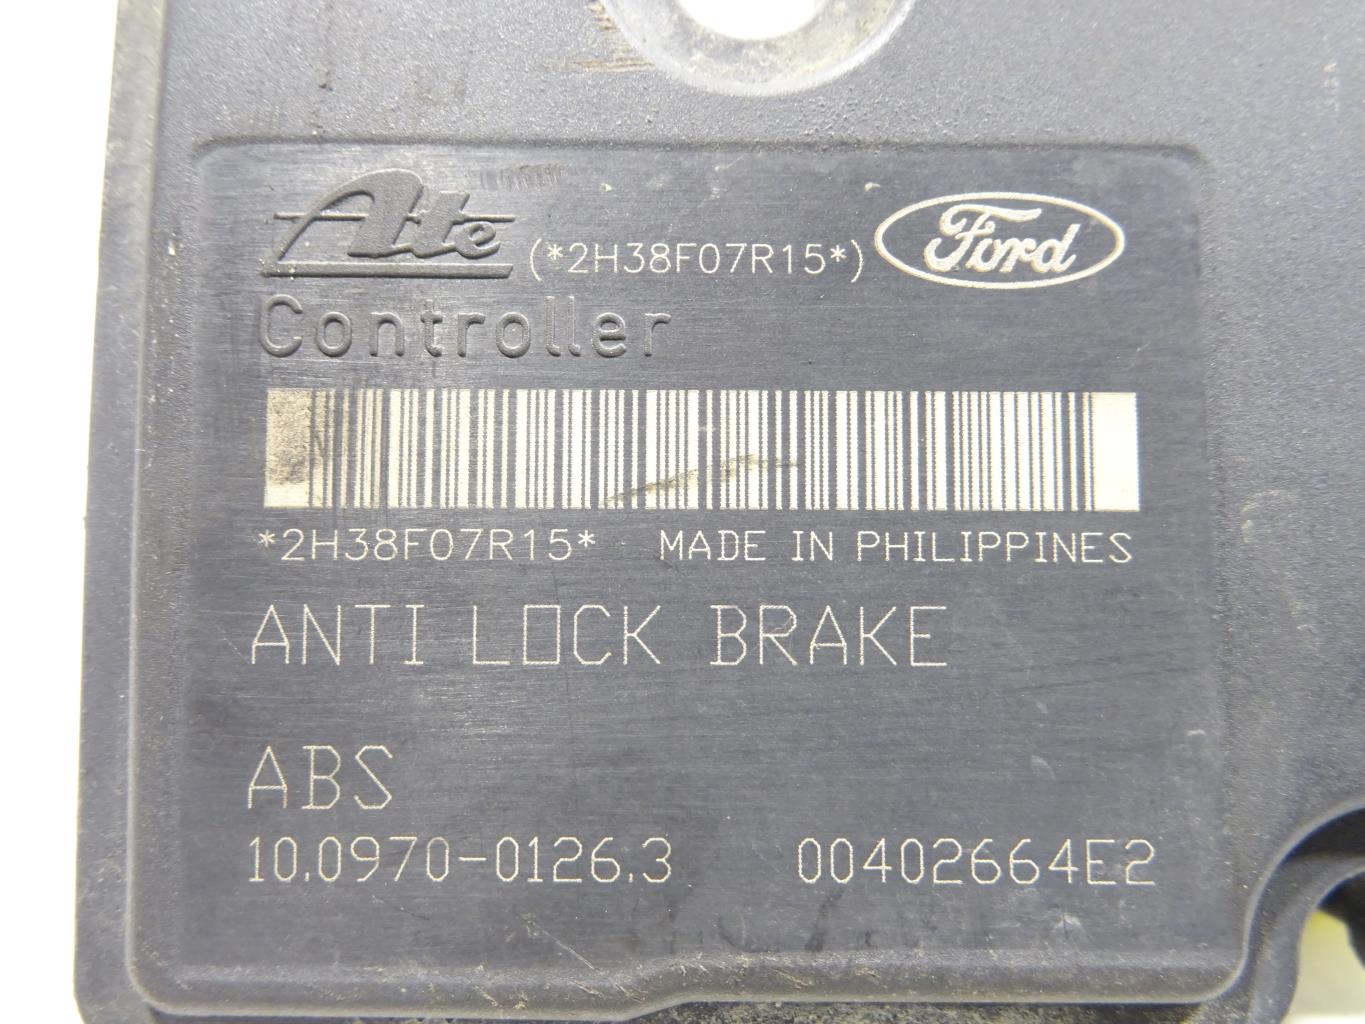 Ate (*2H38F07R15*) Ford
Controller
*2H38F07R15* MADE IN PHILIPPINES
ANTI LOCK BRAKE
ABS
10.0970-0126.3 00402664E2